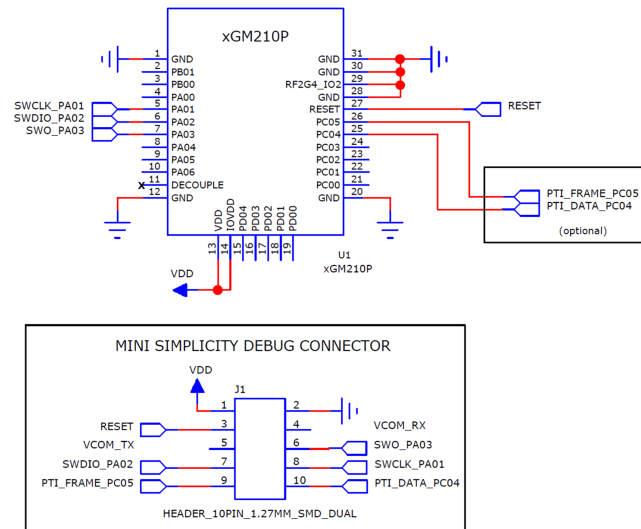 xGM210P
1 GND
2 PB01
3 PB00
4 PA00
SWCLK_PA01 5 PA01
SWDIO_PA02 6 PA02
SWO_PA03 7 PA03
8 PA04
9 PA05
10 PA06
x 11 DECOUPLE
12 GND
GND 31
GND 30
RF2G4_IO2 29
GND 28
RESET 27 RESET
PC05 26
PC04 25
PC03 24
PC02 23
PC01 22
PC00 21
GND 20
PTI_FRAME_PC05
PTI_DATA_PC04
(optional)
VDD IOVDD PD04 PD03 PD02 PD01 PD00
13 14 15 16 17 18 19
U1
xGM210P
VDD
MINI SIMPLICITY DEBUG CONNECTOR
VDD
J1
1 2
RESET 3 4 VCOM_RX
VCOM_TX 5 6 SWO_PA03
SWDIO_PA02 7 8 SWCLK_PA01
PTI_FRAME_PC05 9 10 PTI_DATA_PC04
HEADER_10PIN_1.27MM_SMD_DUAL